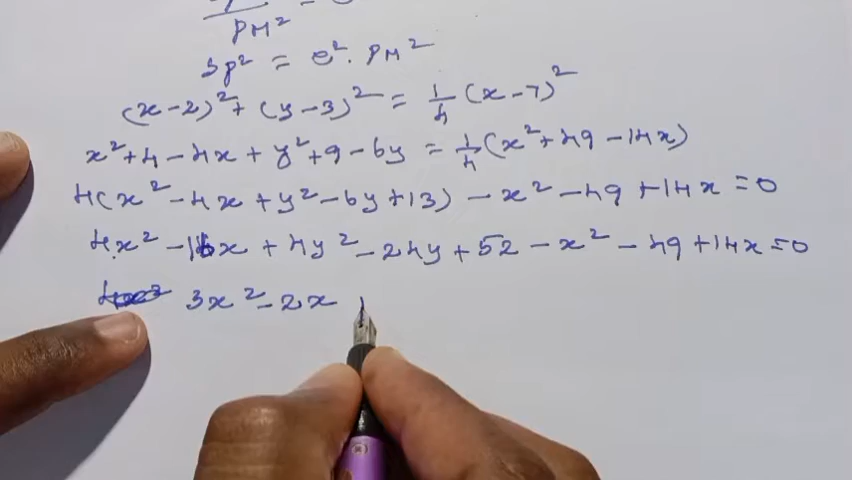 PM²
SP² = e². PM²
(x-2)²+(y-3)² = 1/4 (x-7)²
x²+4-4x+y²+9-6y = 1/4(x²+49-14x)
4(x²-4x+y²-6y+13)-x²-49+14x=0
4x²-16x+4y²-24y+52-x²-49+14x=0
3x²-2x